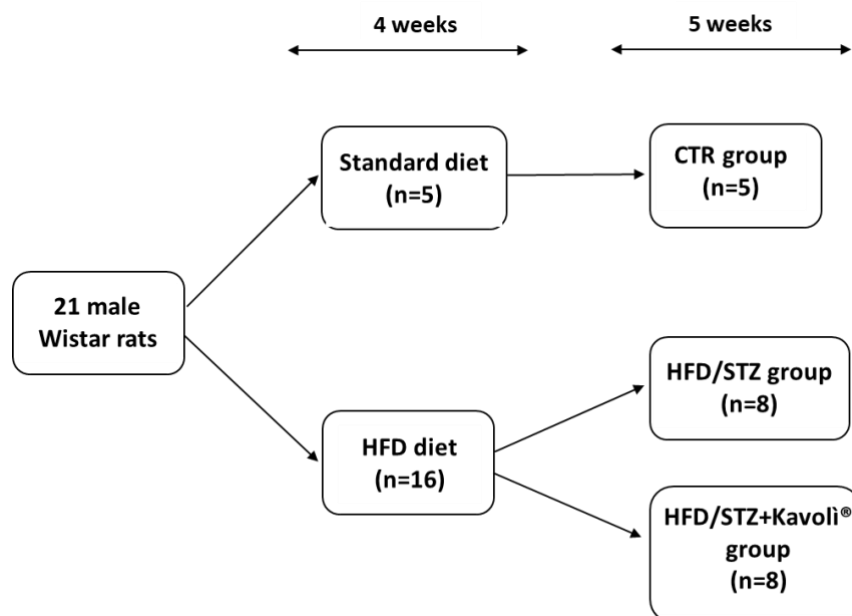 4 weeks
5 weeks
Standard diet
(n=5)
CTR group
(n=5)
21 male
Wistar rats
HFD/STZ group
(n=8)
HFD diet
(n=16)
HFD/STZ+Kavolì®
group
(n=8)